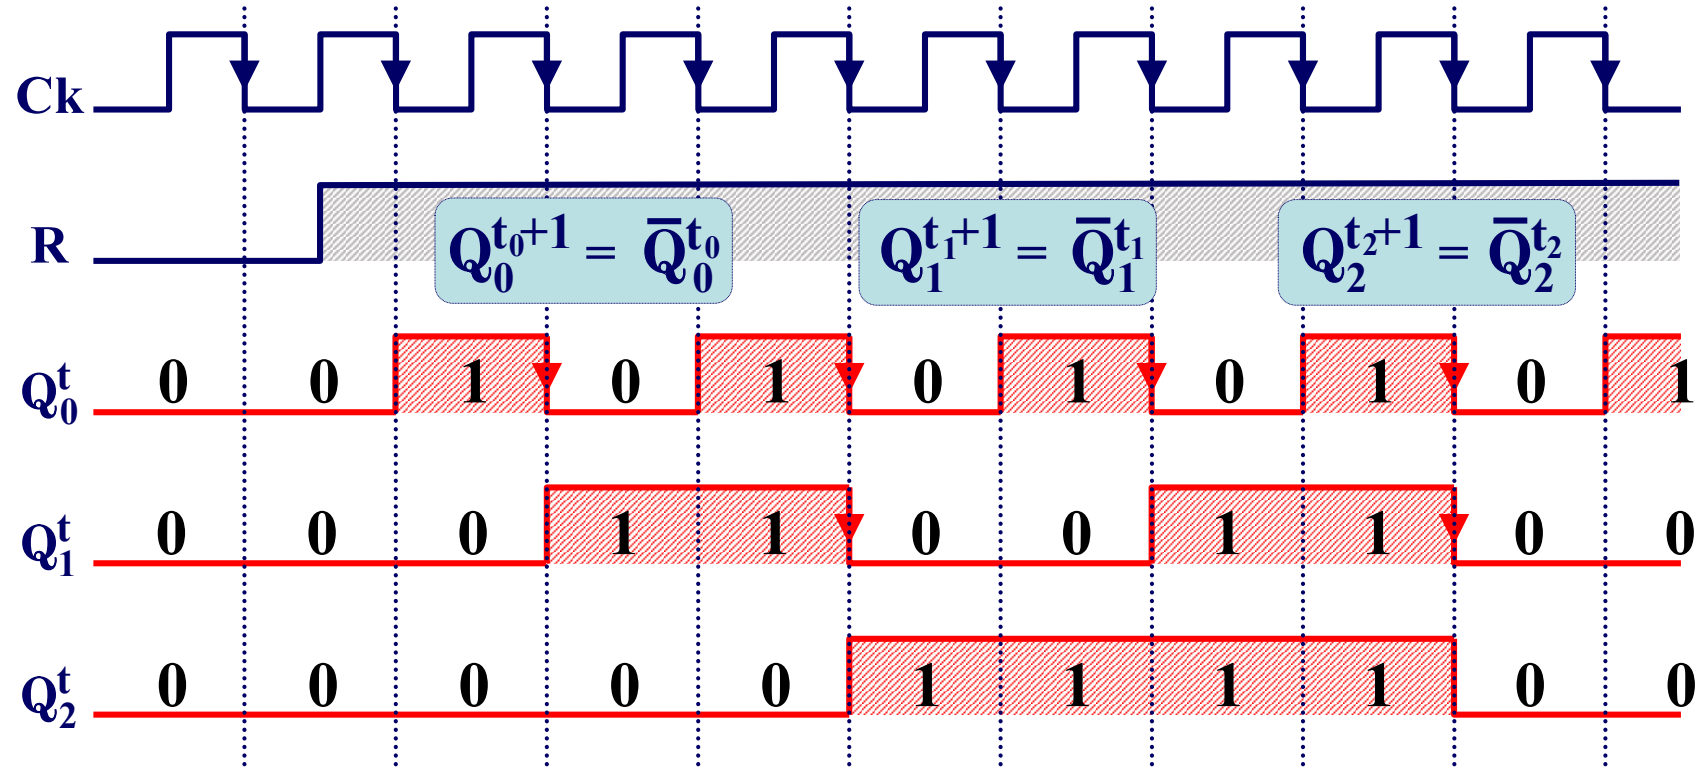 Ck
R Q₀^(t₀+1) = Q̅₀^(t₀) Q₁^(t₁+1) = Q̅₁^(t₁) Q₂^(t₂+1) = Q̅₂^(t₂)
Q₀^t 0 0 1 0 1 0 1 0 1 0 1
Q₁^t 0 0 0 1 1 0 0 1 1 0 0
Q₂^t 0 0 0 0 0 1 1 1 1 0 0